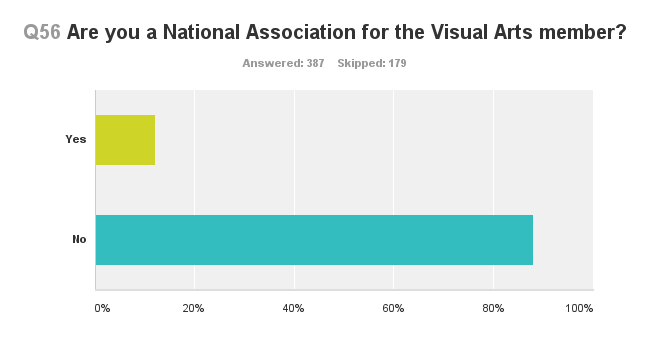 Q56 Are you a National Association for the Visual Arts member?
Answered: 387 Skipped: 179
Yes
No
0% 20% 40% 60% 80% 100%